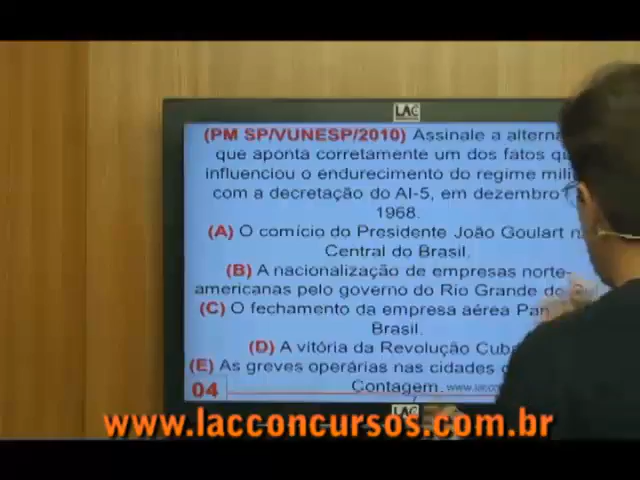 LAC
(PM SP/VUNESP/2010) Assinale a alterna
que aponta corretamente um dos fatos qu
influenciou o endurecimento do regime mili
com a decretação do AI-5, em dezembro
1968.
(A) O comício do Presidente João Goulart n
Central do Brasil.
(B) A nacionalização de empresas norte-
americanas pelo governo do Rio Grande do
(C) O fechamento da empresa aérea Pan
Brasil.
(D) A vitória da Revolução Cuba
(E) As greves operárias nas cidades
Contagem. www.lacco
04
LAC
www.lacconcursos.com.br